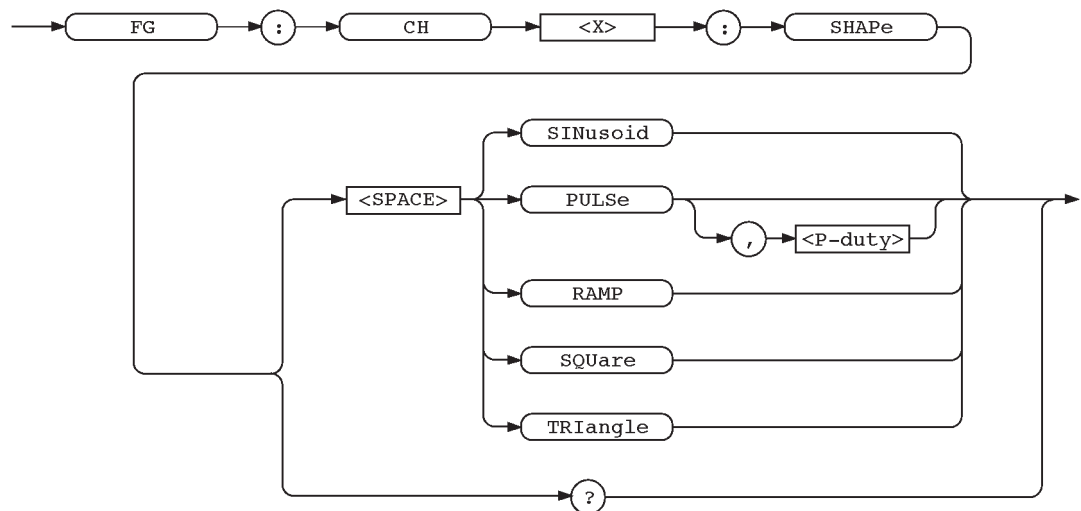 FG : CH <X> : SHAPe
SINusoid
<SPACE> PULSe
, <P-duty>
RAMP
SQUare
TRIangle
?